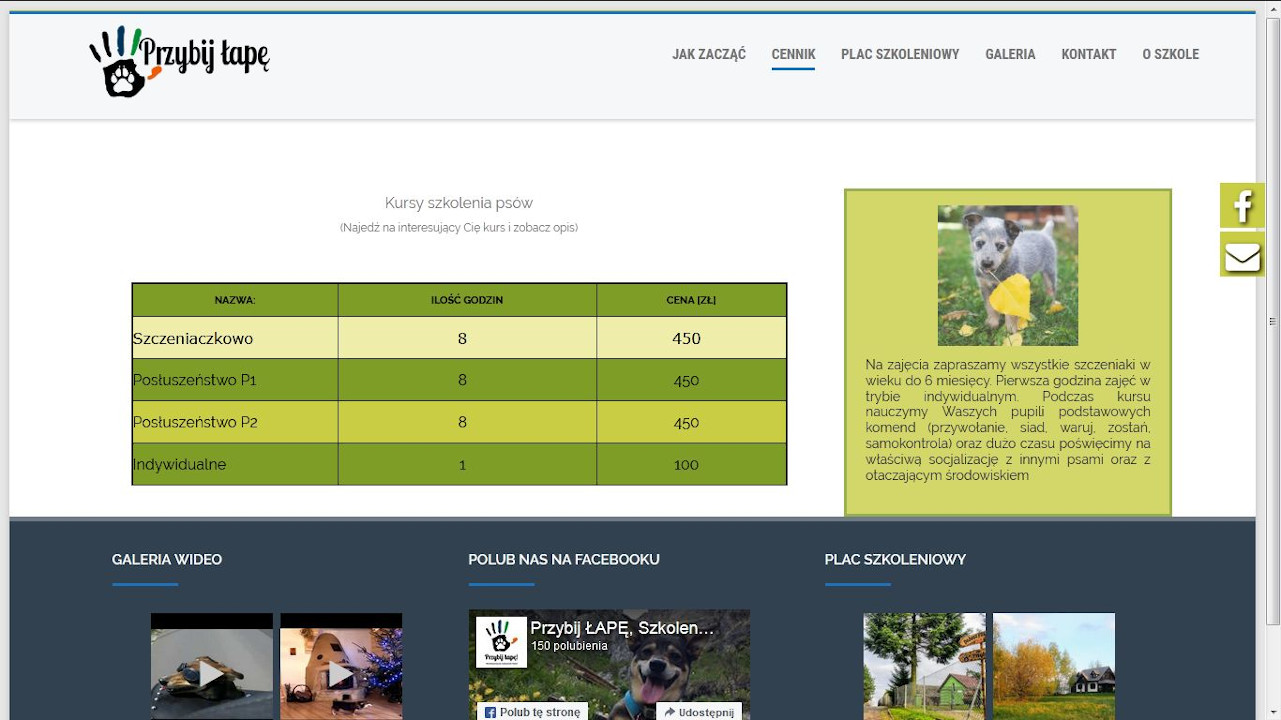 Przybij łapę
JAK ZACZĄĆ CENNIK PLAC SZKOLENIOWY GALERIA KONTAKT O SZKOLE
Kursy szkolenia psów
(Najedź na interesujący Cię kurs i zobacz opis)
NAZWA: ILOŚĆ GODZIN CENA [ZŁ]
Szczeniaczkowo 8 450
Posłuszeństwo P1 8 450
Posłuszeństwo P2 8 450
Indywidualne 1 100
Na zajęcia zapraszamy wszystkie szczeniaki w
wieku do 6 miesięcy. Pierwsza godzina zajęć w
trybie indywidualnym. Podczas kursu
nauczymy Waszych pupili podstawowych
komend (przywołanie, siad, waruj, zostań,
samokontrola) oraz dużo czasu poświęcimy na
właściwą socjalizację z innymi psami oraz z
otaczającym środowiskiem
GALERIA WIDEO
POLUB NAS NA FACEBOOKU
Przybij łapę!
Przybij ŁAPĘ, Szkolen...
150 polubienia
Polub tę stronę
Udostępnij
PLAC SZKOLENIOWY